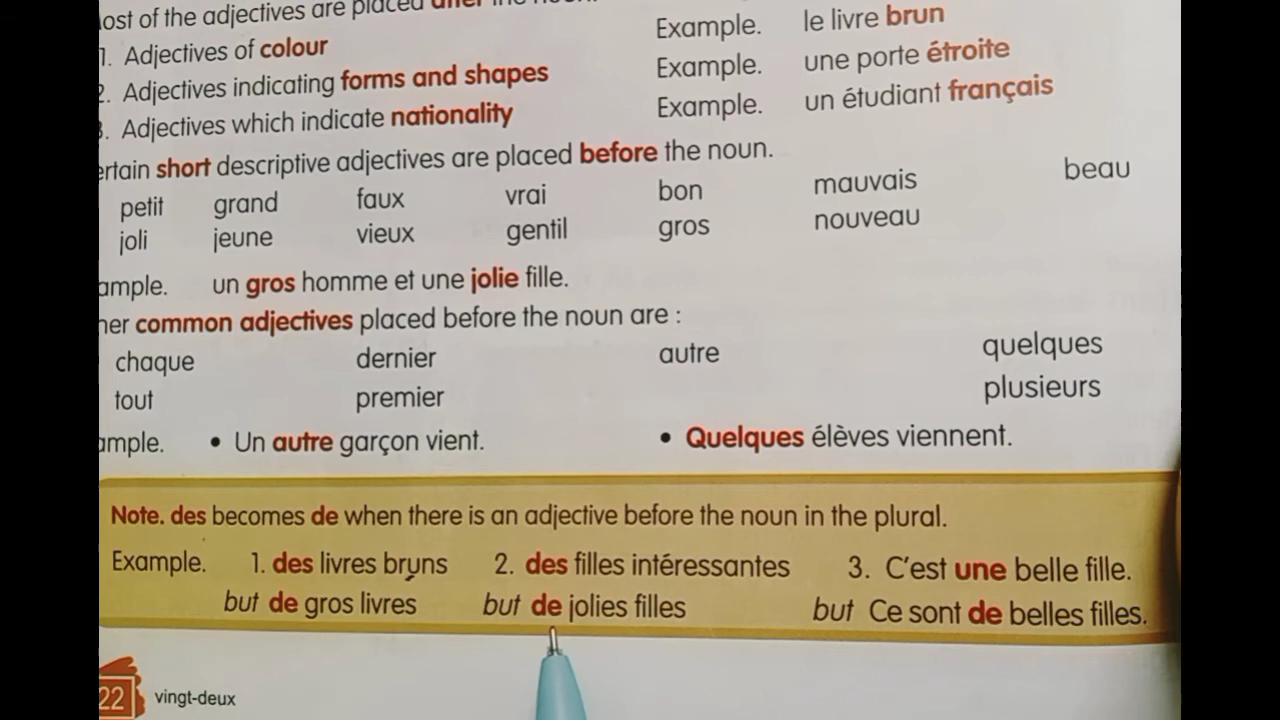 of the adjectives are placed after the noun.
1. Adjectives of colour Example. le livre brun
2. Adjectives indicating forms and shapes Example. une porte étroite
3. Adjectives which indicate nationality Example. un étudiant français
short descriptive adjectives are placed before the noun.
petit grand faux vrai bon mauvais beau
joli jeune vieux gentil gros nouveau
un gros homme et une jolie fille.
common adjectives placed before the noun are :
chaque dernier autre quelques
tout premier plusieurs
• Un autre garçon vient. • Quelques élèves viennent.
Note. des becomes de when there is an adjective before the noun in the plural.
Example. 1. des livres bruns 2. des filles intéressantes 3. C'est une belle fille.
but de gros livres but de jolies filles but Ce sont de belles filles.
22 vingt-deux